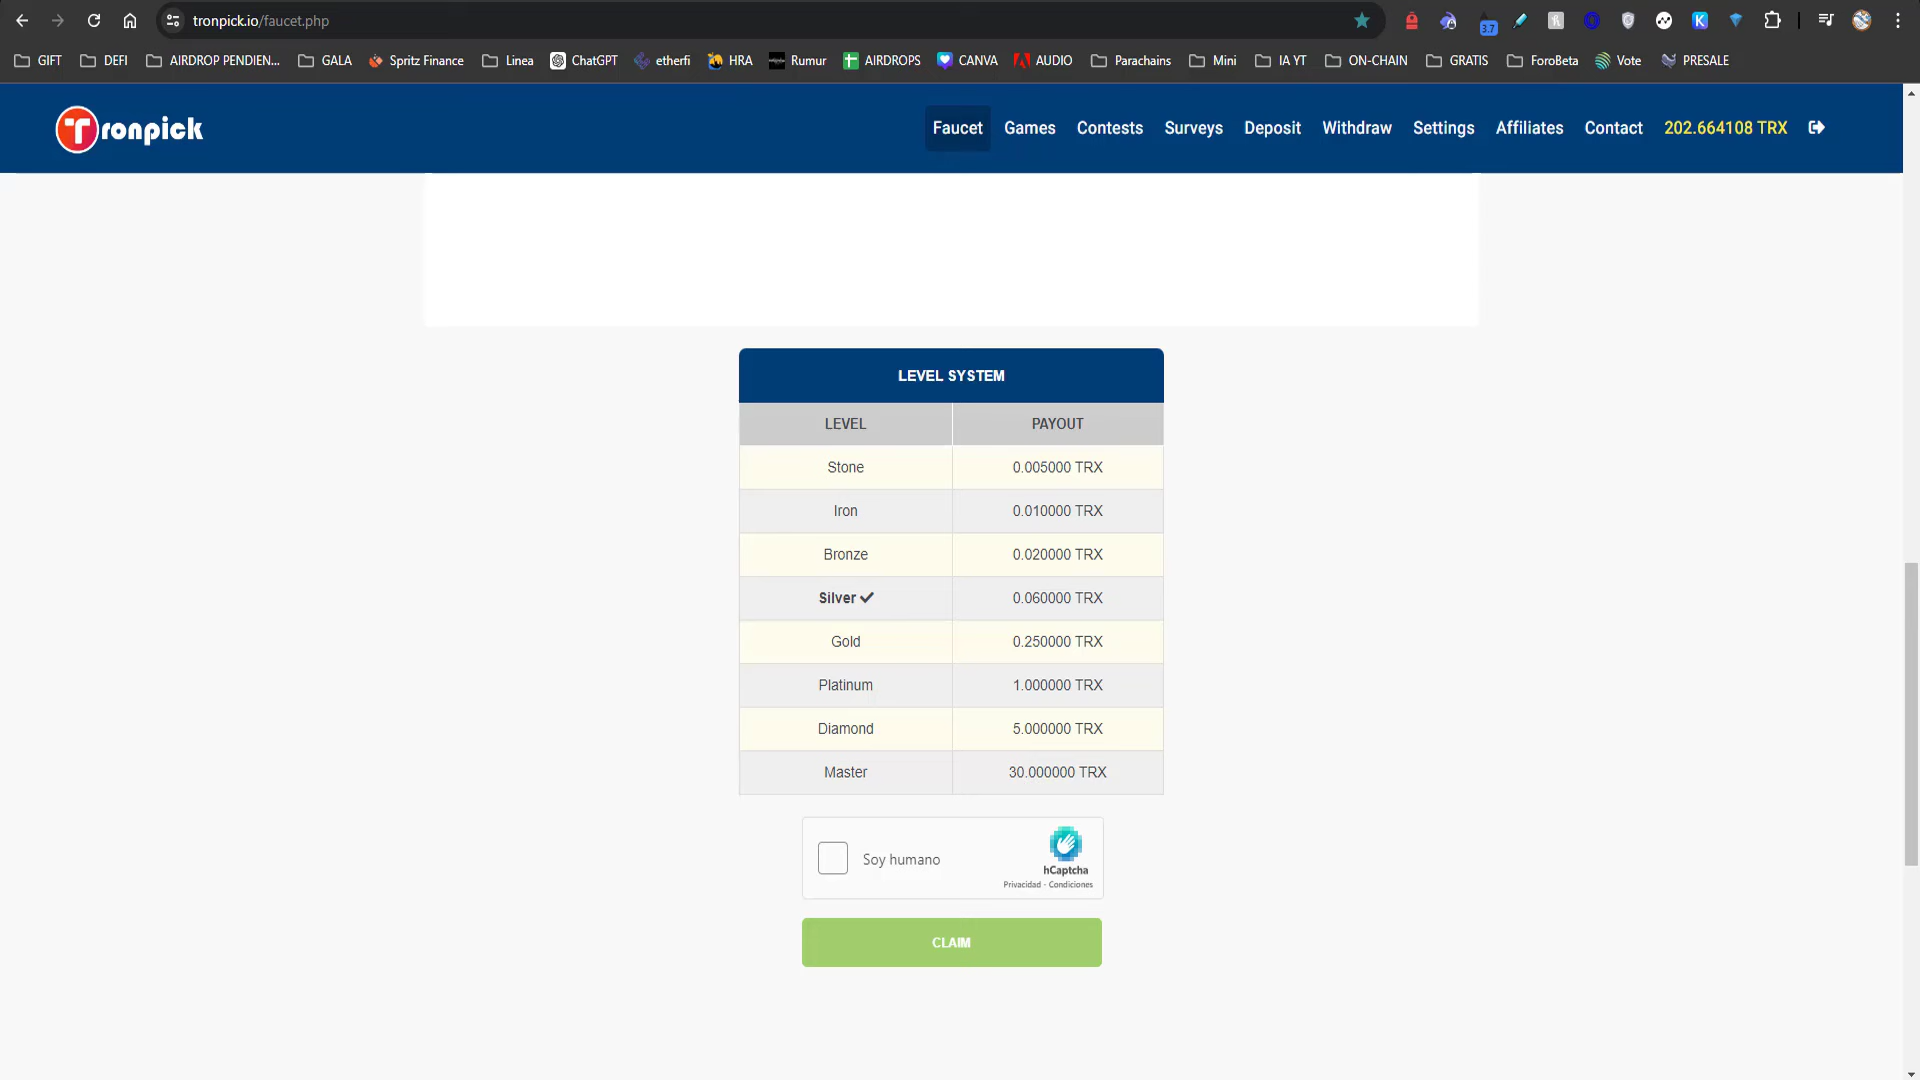 tronpick.io/faucet.php
3.7
GIFT DEFI AIRDROP PENDIEN... GALA Spritz Finance Linea ChatGPT etherfi HRA Rumur AIRDROPS CANVA AUDIO Parachains Mini IA YT ON-CHAIN GRATIS ForoBeta Vote PRESALE
Tronpick Faucet Games Contests Surveys Deposit Withdraw Settings Affiliates Contact 202.664108 TRX
LEVEL SYSTEM
LEVEL PAYOUT
Stone 0.005000 TRX
Iron 0.010000 TRX
Bronze 0.020000 TRX
Silver 0.060000 TRX
Gold 0.250000 TRX
Platinum 1.000000 TRX
Diamond 5.000000 TRX
Master 30.000000 TRX
Soy humano
hCaptcha
Privacidad - Condiciones
CLAIM